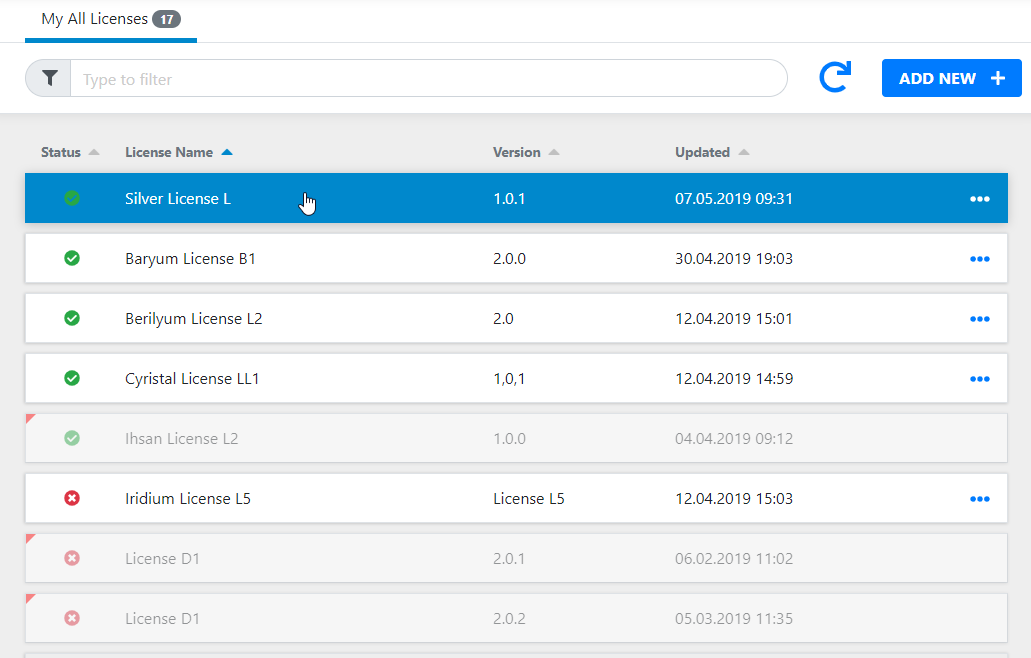 My All Licenses 17
Type to filter
ADD NEW +
Status License Name Version Updated
Silver License L 1.0.1 07.05.2019 09:31
Baryum License B1 2.0.0 30.04.2019 19:03
Berilyum License L2 2.0 12.04.2019 15:01
Cyristal License LL1 1,0,1 12.04.2019 14:59
Ihsan License L2 1.0.0 04.04.2019 09:12
Iridium License L5 License L5 12.04.2019 15:03
License D1 2.0.1 06.02.2019 11:02
License D1 2.0.2 05.03.2019 11:35